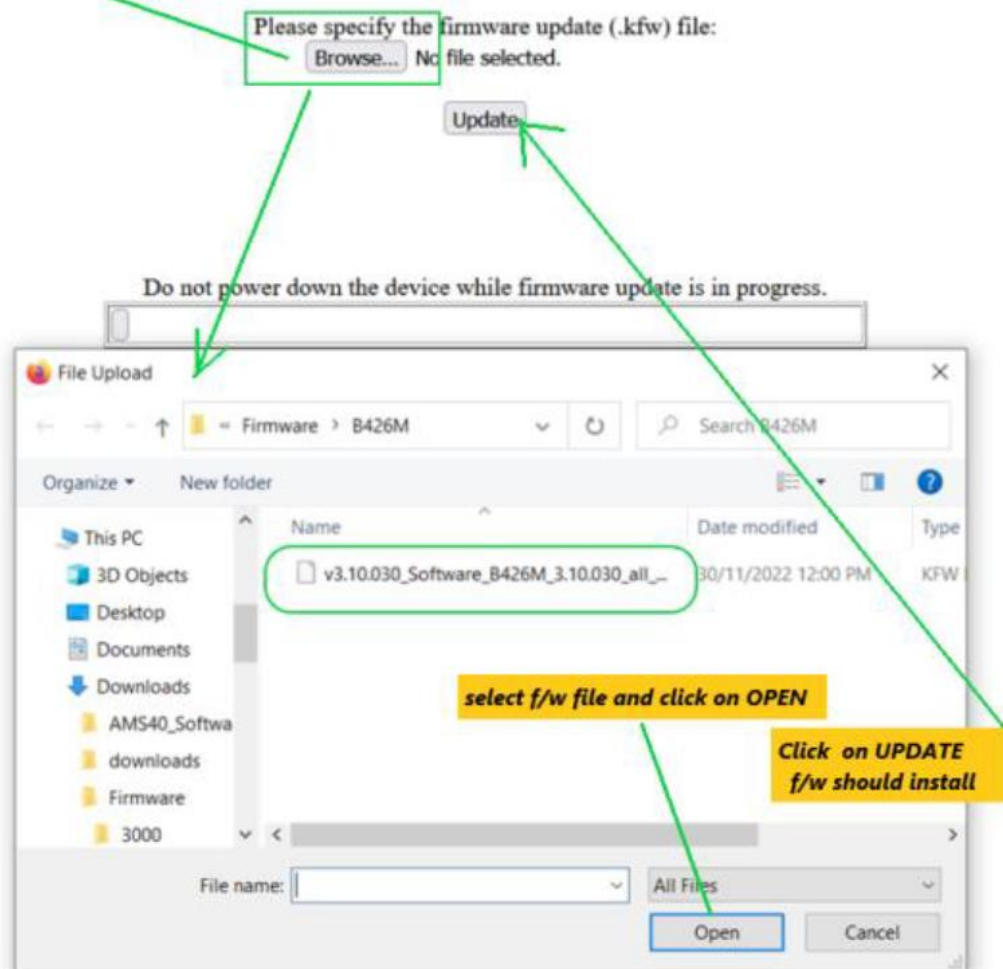 Please specify the firmware update (.kfw) file:
Browse... No file selected.
Update
Do not power down the device while firmware update is in progress.
File Upload
« Firmware > B426M
Search B426M
Organize
New folder
Name
Date modified
Type
This PC
v3.10.030_Software_B426M_3.10.030_all_...
30/11/2022 12:00 PM
KFW
3D Objects
Desktop
Documents
Downloads
AMS40_Softwa
downloads
Firmware
3000
select f/w file and click on OPEN
Click on UPDATE
f/w should install
File name:
All Files
Open
Cancel